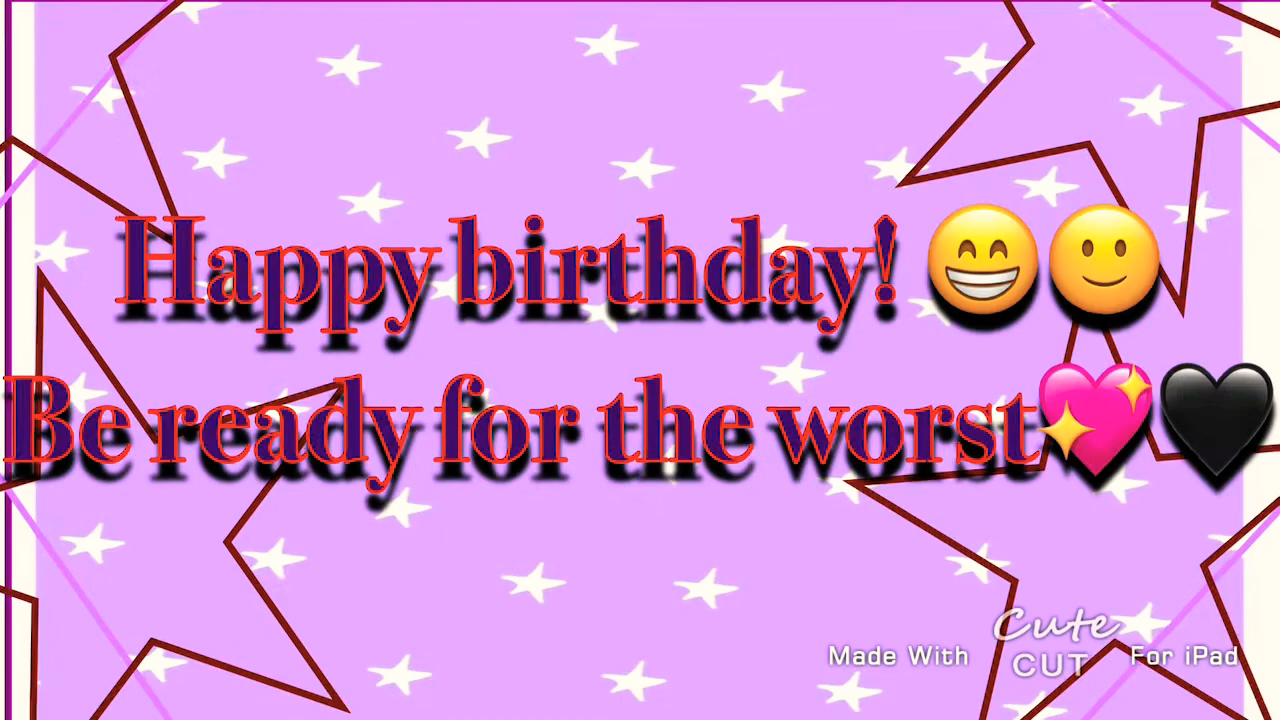 Happy birthday! 😁🙂
Be ready for the worst💖🖤
Made With Cute CUT For iPad